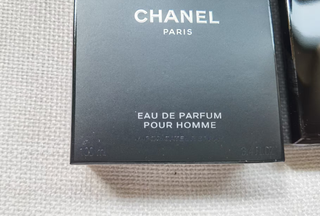 CHANEL
PARIS
EAU DE PARFUM
POUR HOMME